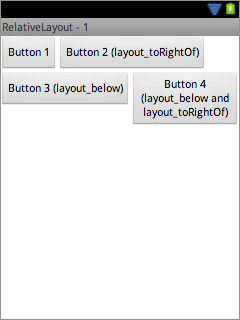 RelativeLayout - 1
Button 1
Button 2 (layout_toRightOf)
Button 3 (layout_below)
Button 4
(layout_below and
layout_toRightOf)